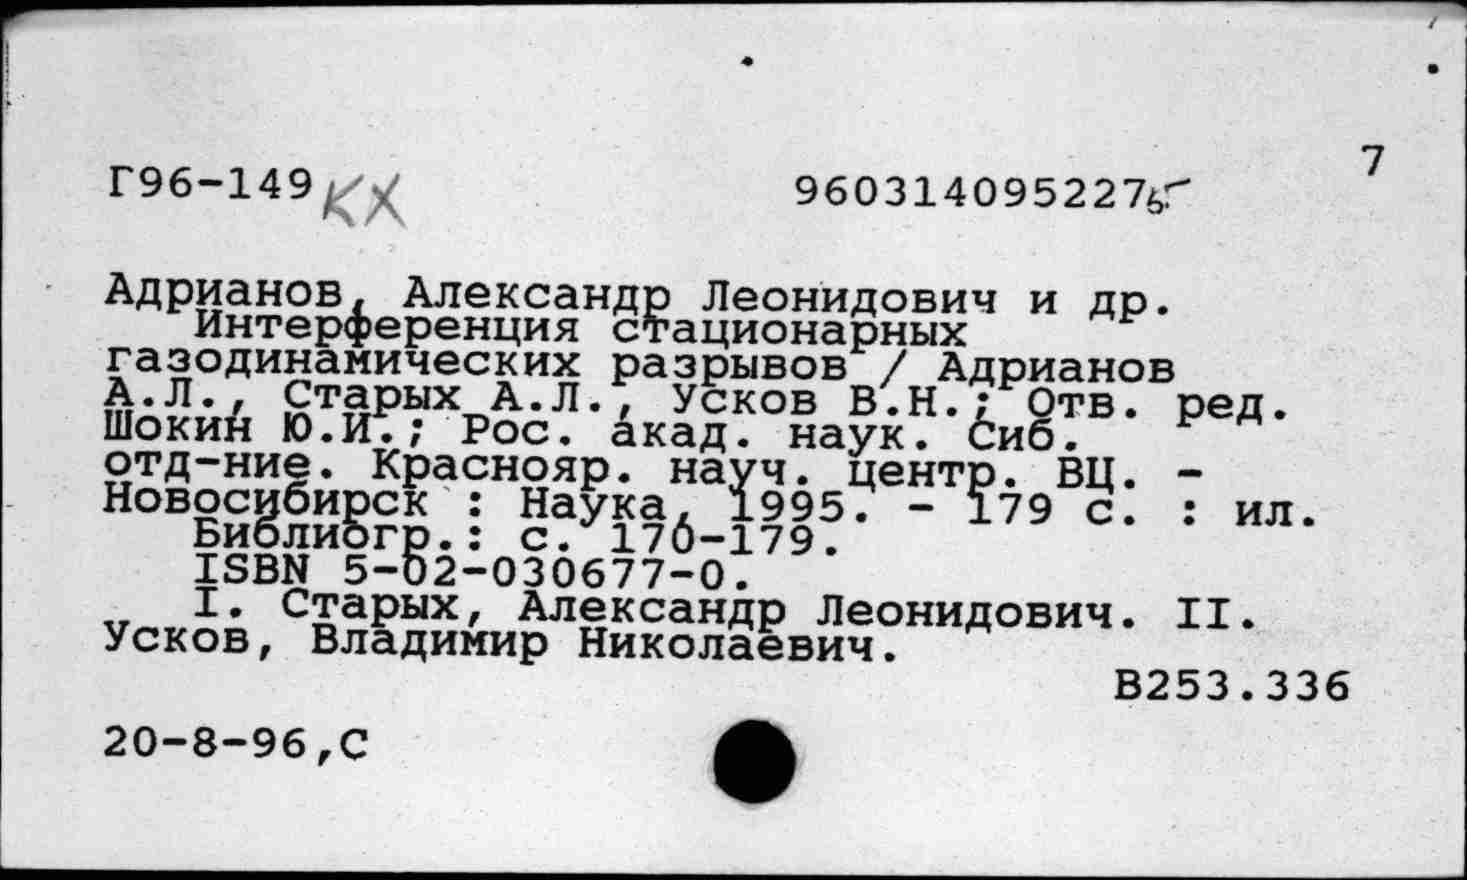 7
Г96-149 КХ 960314095227
Адрианов, Александр Леонидович и др.
Интерференция стационарных
газодинамических разрывов / Адрианов
А.Л., Старых А.Л., Усков В.Н.; Отв. ред.
Шокин Ю.И.; Рос. акад. наук. Сиб.
отд-ние. Краснояр. науч. центр. ВЦ. -
Новосибирск : Наука, 1995. - 179 с. : ил.
Библиогр.: с. 170-179.
ISBN 5-02-030677-0.
I. Старых, Александр Леонидович. II.
Усков, Владимир Николаевич.
В253.336
20-8-96,С